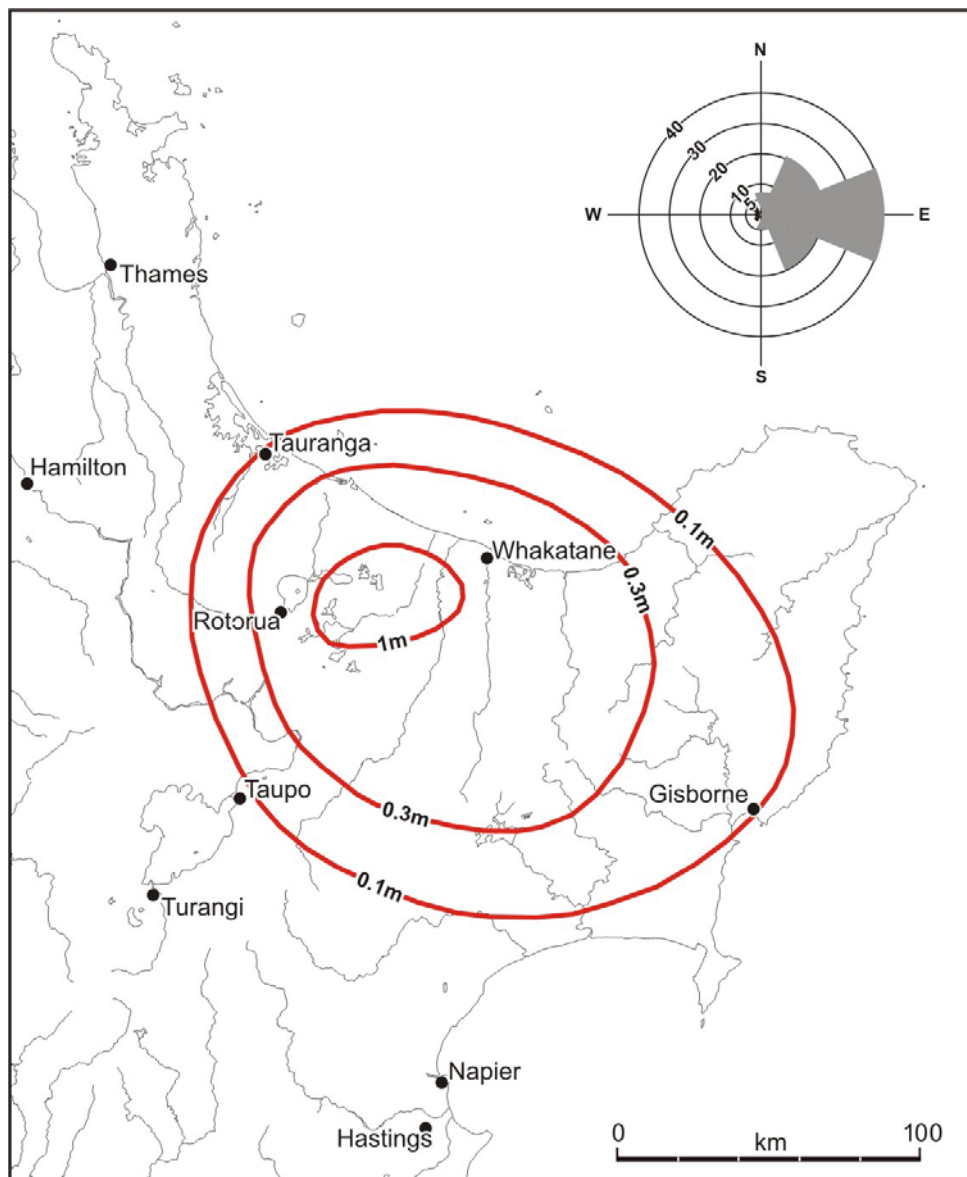 N
40
30
20
10
5
W
E
S
Thames
Tauranga
Hamilton
0.1m
Whakatane
0.3m
Rotorua
1m
Taupo
Gisborne
0.3m
0.1m
Turangi
Napier
Hastings
0 km 100